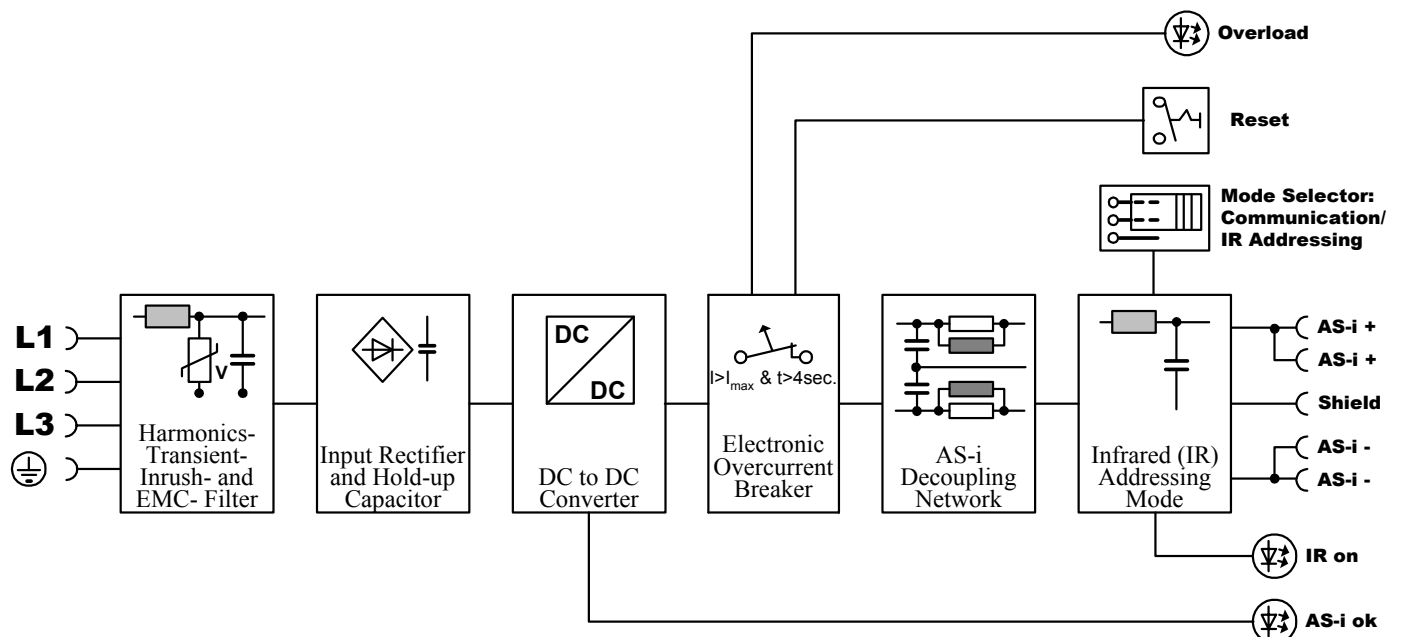 Overload
Reset
Mode Selector:
Communication/
IR Addressing
L1
L2
L3
V
Harmonics-
Transient-
Inrush- and
EMC- Filter
Input Rectifier
and Hold-up
Capacitor
DC
DC
DC to DC
Converter
I>Imax & t>4sec.
Electronic
Overcurrent
Breaker
AS-i
Decoupling
Network
Infrared (IR)
Addressing
Mode
AS-i +
AS-i +
Shield
AS-i -
AS-i -
IR on
AS-i ok